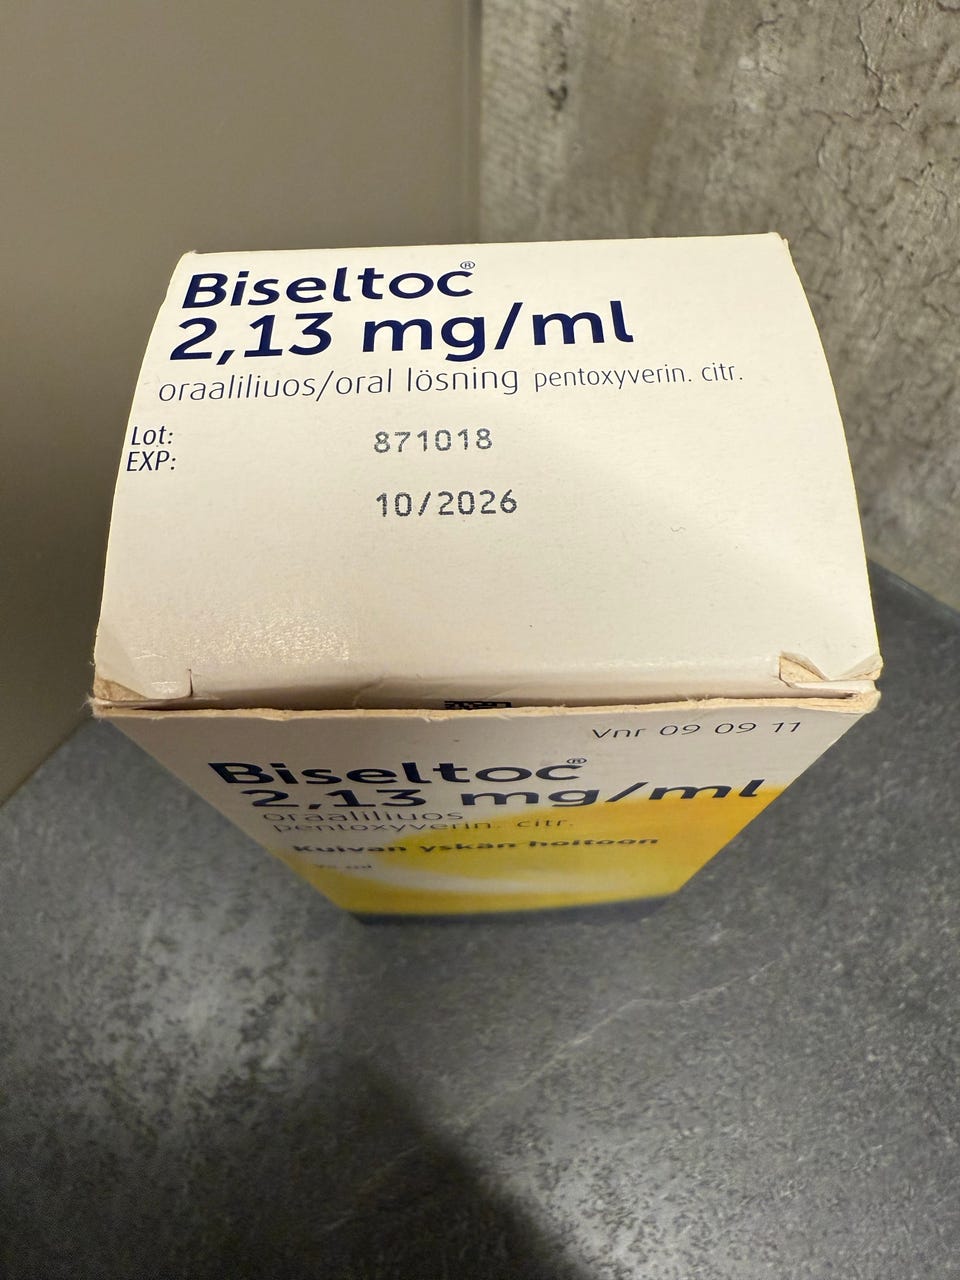 Biseltoc®
2,13 mg/ml
oraaliliuos/oral lösning pentoxyverin. citr.
Lot: 871018
EXP:
10/2026
Vnr 09 09 11
Biseltoc®
2,13 mg/ml
oraaliliuos
pentoxyverin. citr.
Kuivan yskän hoitoon
ml